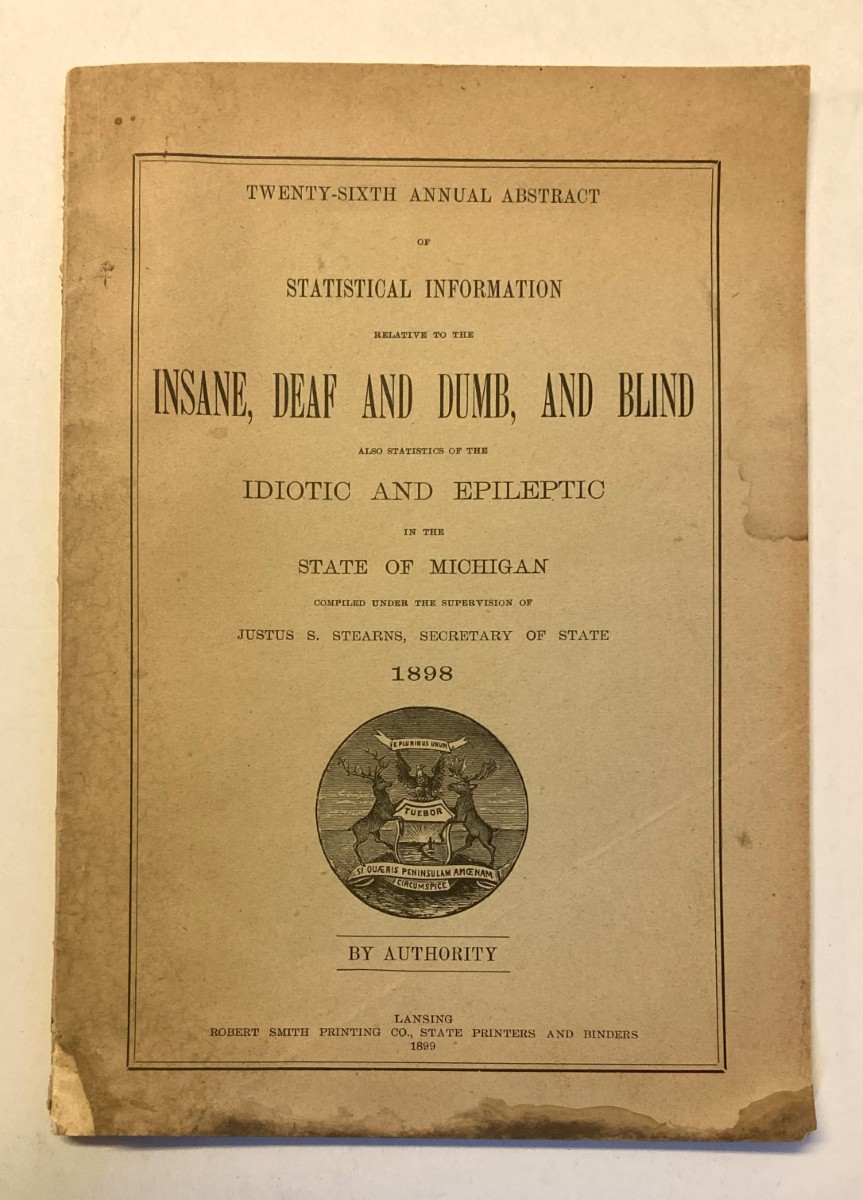 TWENTY-SIXTH ANNUAL ABSTRACT
OF
STATISTICAL INFORMATION
RELATIVE TO THE
INSANE, DEAF AND DUMB, AND BLIND
ALSO STATISTICS OF THE
IDIOTIC AND EPILEPTIC
IN THE
STATE OF MICHIGAN
COMPILED UNDER THE SUPERVISION OF
JUSTUS S. STEARNS, SECRETARY OF STATE
1898
E PLURIBUS UNUM
TUEBOR
SI QUÆRIS PENINSULAM AMŒNAM
CIRCUMSPICE
BY AUTHORITY
LANSING
ROBERT SMITH PRINTING CO., STATE PRINTERS AND BINDERS
1899